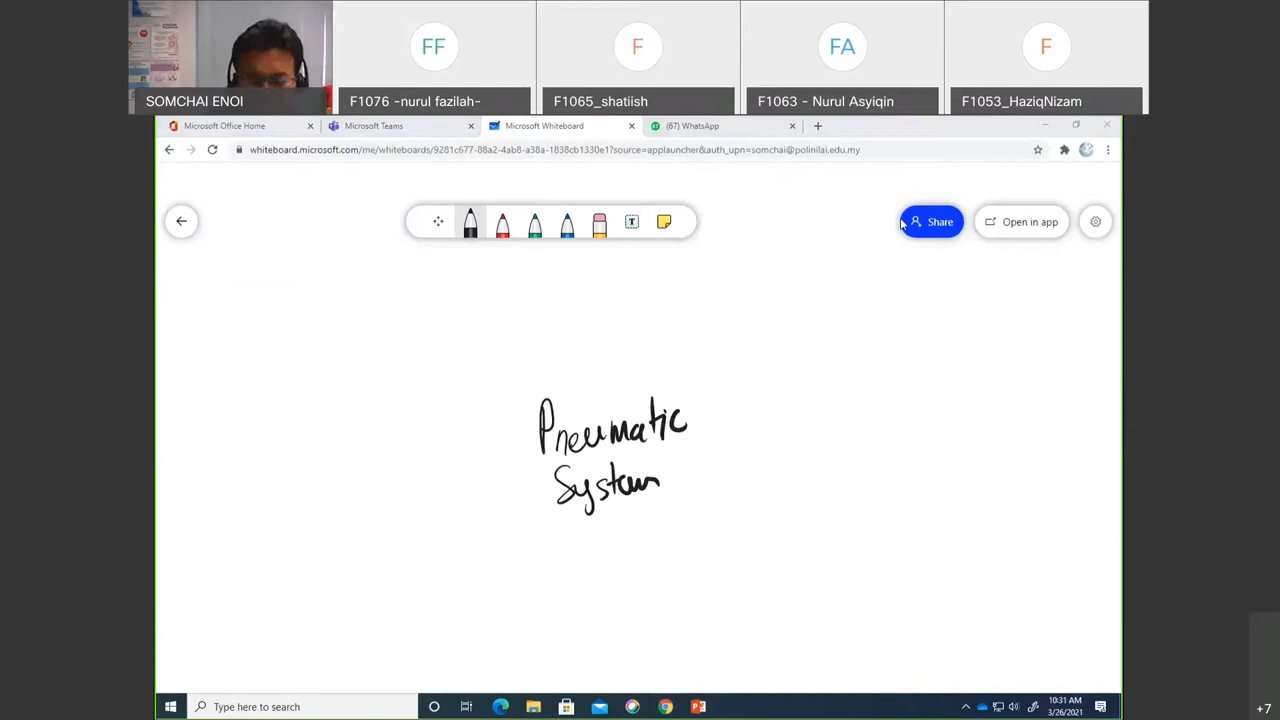 FF
F
FA
F
SOMCHAI ENOI
F1076 -nurul fazilah-
F1065_shatiish
F1063 - Nurul Asyiqin
F1053_HaziqNizam
Microsoft Office Home
Microsoft Teams
Microsoft Whiteboard
(67) WhatsApp
whiteboard.microsoft.com/me/whiteboards/9281c677-88a2-4ab8-a38a-1838cb1330e1?source=applauncher&auth_upn=somchai@polinilai.edu.my
T
Share
Open in app
Pneumatic
System
Type here to search
10:31 AM
3/26/2021
+7